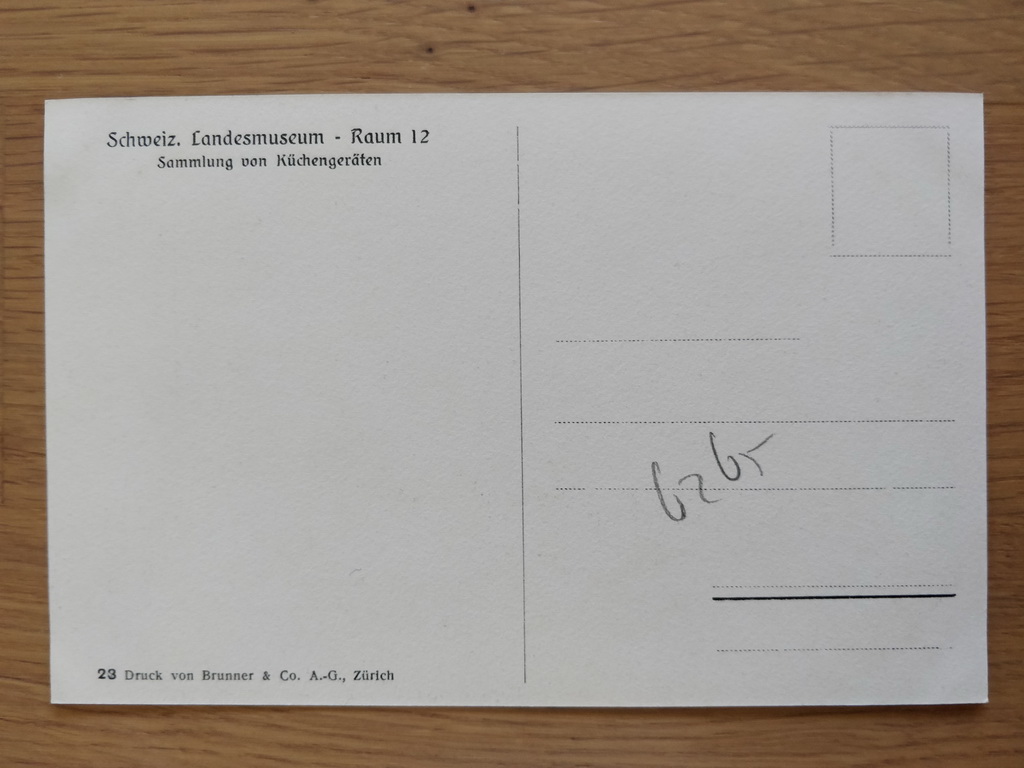 Schweiz. Landesmuseum - Raum 12
Sammlung von Küchengeräten
6265
23 Druck von Brunner & Co. A.-G., Zürich